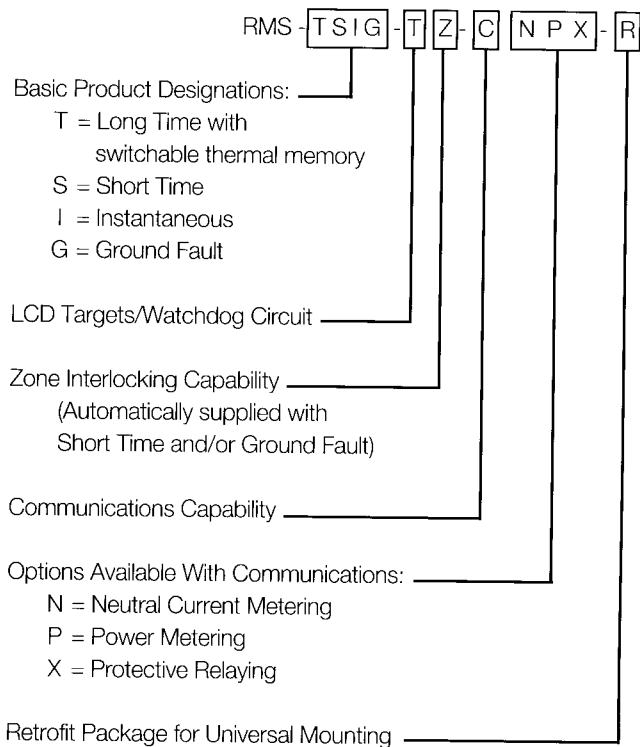 RMS - TSIG - T Z - C N P X - R
Basic Product Designations:
T = Long Time with
switchable thermal memory
S = Short Time
I = Instantaneous
G = Ground Fault
LCD Targets/Watchdog Circuit
Zone Interlocking Capability
(Automatically supplied with
Short Time and/or Ground Fault)
Communications Capability
Options Available With Communications:
N = Neutral Current Metering
P = Power Metering
X = Protective Relaying
Retrofit Package for Universal Mounting